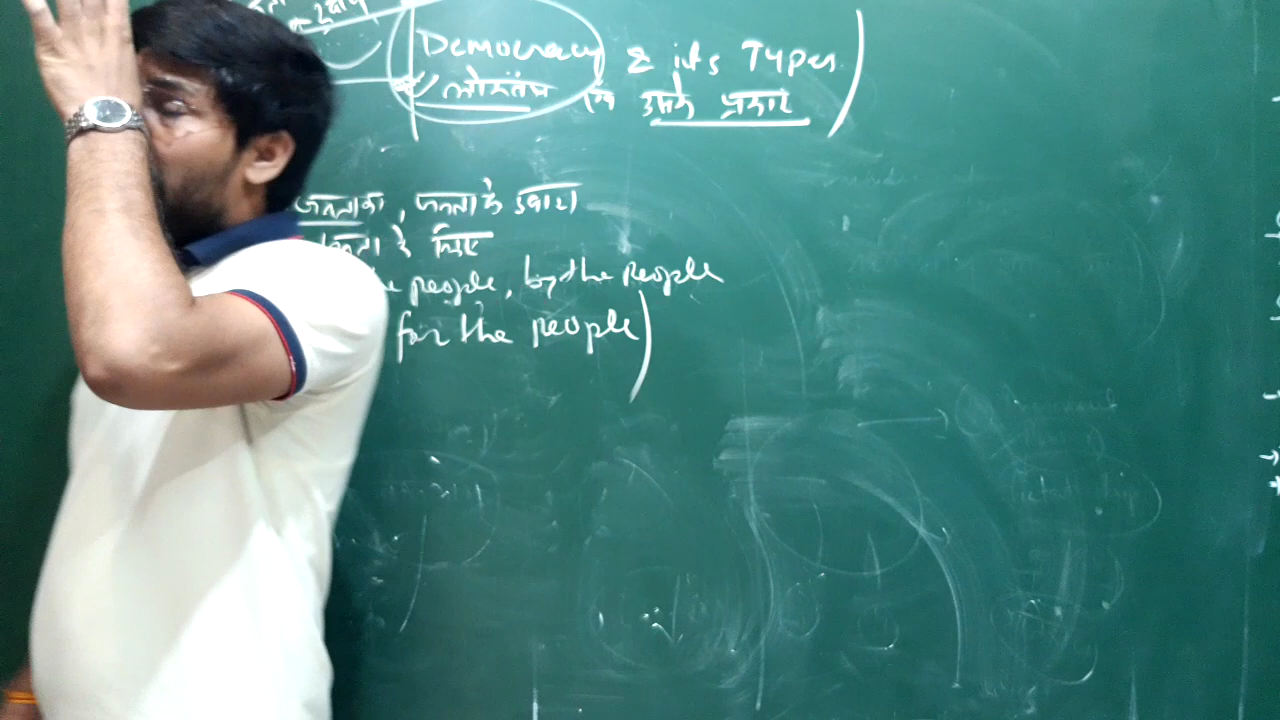 Democracy & its Types
लोकतंत्र एवं उसके प्रकार
जनता का, जनता के द्वारा
जनता के लिए
people, by the people
for the people)